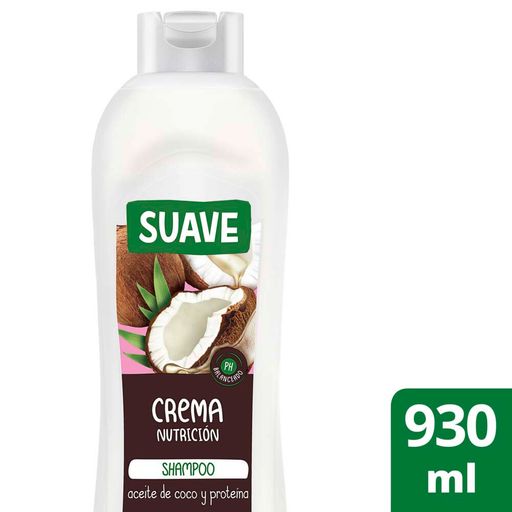 SUAVE
PH
BALANCEADO
CREMA
NUTRICIÓN
SHAMPOO
aceite de coco y proteína
930
ml